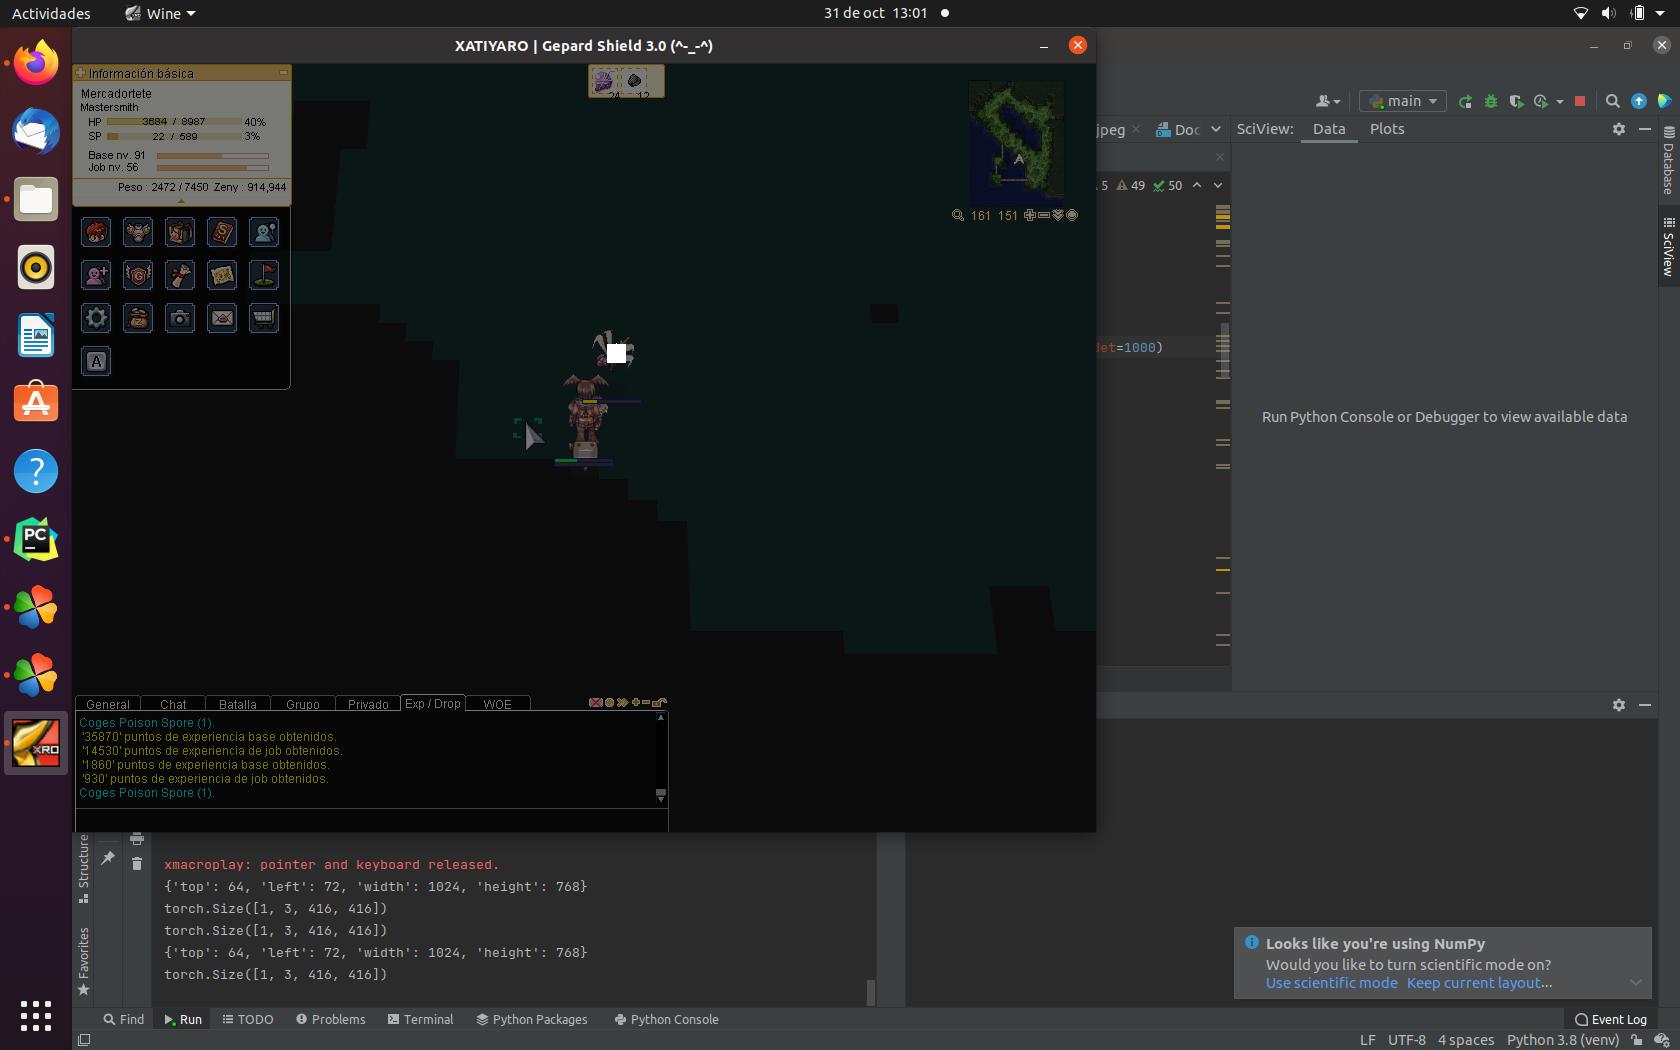 Actividades
Wine
31 de oct 13:01
XATIYARO | Gepard Shield 3.0 (^-_-^)
Información básica
Mercadortete
Mastersmith
HP 3684 / 8987 40%
SP 22 / 589 3%
Base nv. 91
Job nv. 56
Peso : 2472 / 7450 Zeny : 914,944
24 12
161 151
A
main
jpeg
Doc
SciView: Data Plots
5 49 50
det=1000)
Run Python Console or Debugger to view available data
Database
SciView
General Chat Batalla Grupo Privado Exp / Drop WOE
Coges Poison Spore (1).
'35870' puntos de experiencia base obtenidos.
'14530' puntos de experiencia de job obtenidos.
'1860' puntos de experiencia base obtenidos.
'930' puntos de experiencia de job obtenidos.
Coges Poison Spore (1).
PC
XRO
Structure
Favorites
xmacroplay: pointer and keyboard released.
{'top': 64, 'left': 72, 'width': 1024, 'height': 768}
torch.Size([1, 3, 416, 416])
torch.Size([1, 3, 416, 416])
{'top': 64, 'left': 72, 'width': 1024, 'height': 768}
torch.Size([1, 3, 416, 416])
Looks like you're using NumPy
Would you like to turn scientific mode on?
Use scientific mode Keep current layout...
Find Run TODO Problems Terminal Python Packages Python Console Event Log
LF UTF-8 4 spaces Python 3.8 (venv)